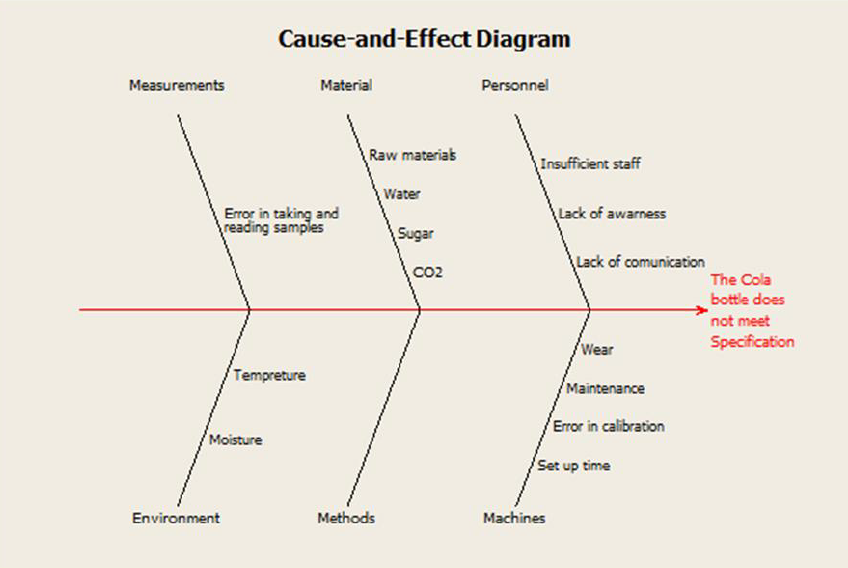 Cause-and-Effect Diagram
Measurements
Material
Personnel
Error in taking and
reading samples
Raw materials
Water
Sugar
CO2
Insufficient staff
Lack of awarness
Lack of comunication
The Cola
bottle does
not meet
Specification
Tempreture
Moisture
Wear
Maintenance
Error in calibration
Set up time
Environment
Methods
Machines